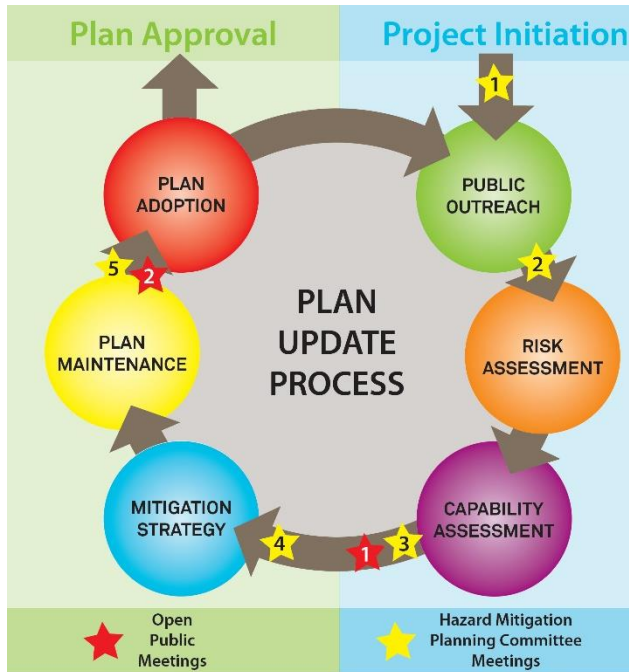 Plan Approval
Project Initiation
1
PLAN
ADOPTION
PUBLIC
OUTREACH
5
2
2
PLAN
UPDATE
PROCESS
PLAN
MAINTENANCE
RISK
ASSESSMENT
MITIGATION
STRATEGY
CAPABILITY
ASSESSMENT
4
1
3
Open
Public
Meetings
Hazard Mitigation
Planning Committee
Meetings